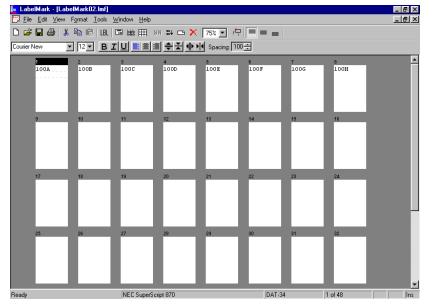 LabelMark - [LabelMark02.lmf]
File Edit View Format Tools Window Help
75%
Courier New 12 B I U Spacing: 100
1 2 3 4 5 6 7 8
100A 100B 100C 100D 100E 100F 100G 100H
9 10 11 12 13 14 15 16
17 18 19 20 21 22 23 24
25 26 27 28 29 30 31 32
Ready NEC SuperScript 870 DAT-34 1 of 48 Ins